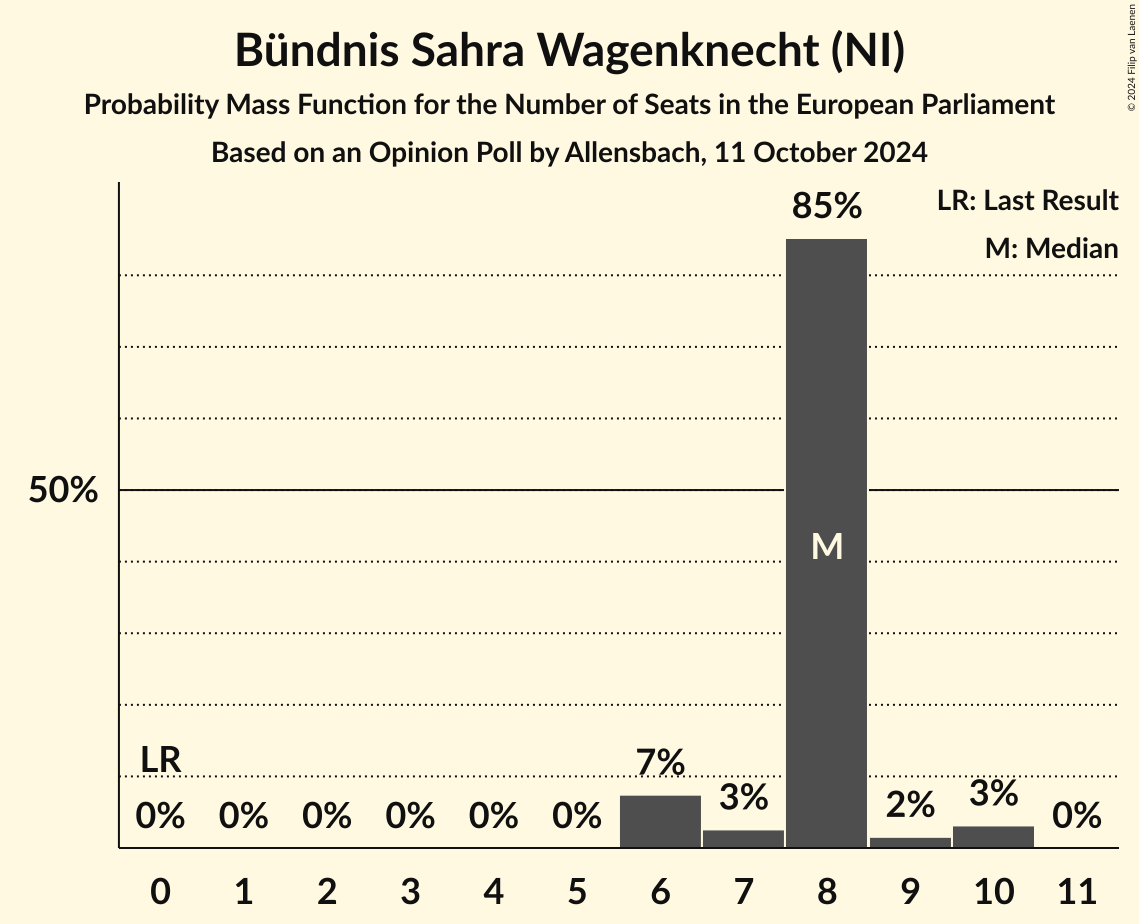 Bündnis Sahra Wagenknecht (NI)
Probability Mass Function for the Number of Seats in the European Parliament
Based on an Opinion Poll by Allensbach, 11 October 2024
© 2024 Filip van Laenen
LR: Last Result
M: Median
85%
50%
M
LR
0% 0% 0% 0% 0% 0% 7% 3% 2% 3% 0%
0 1 2 3 4 5 6 7 8 9 10 11